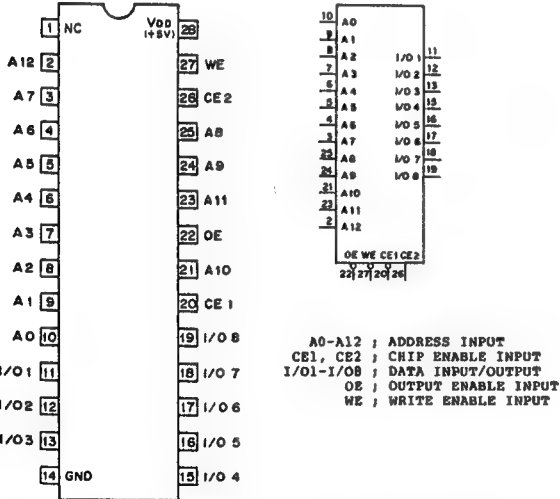 1 NC VDD (+5V) 28
A12 2 27 WE
A7 3 26 CE2
A6 4 25 A8
A5 5 24 A9
A4 6 23 A11
A3 7 22 OE
A2 8 21 A10
A1 9 20 CE1
A0 10 19 I/O 8
I/O1 11 18 I/O 7
I/O2 12 17 I/O 6
I/O3 13 16 I/O 5
14 GND 15 I/O 4
10 A0
9 A1
8 A2 I/O 1 11
7 A3 I/O 2 12
6 A4 I/O 3 13
5 A5 I/O 4 15
4 A6 I/O 5 16
3 A7 I/O 6 17
25 A8 I/O 7 18
24 A9 I/O 8 19
21 A10
23 A11
2 A12
OE WE CE1 CE2
22 27 20 26
A0-A12 ; ADDRESS INPUT
CE1, CE2 ; CHIP ENABLE INPUT
I/O1-I/O8 ; DATA INPUT/OUTPUT
OE ; OUTPUT ENABLE INPUT
WE ; WRITE ENABLE INPUT